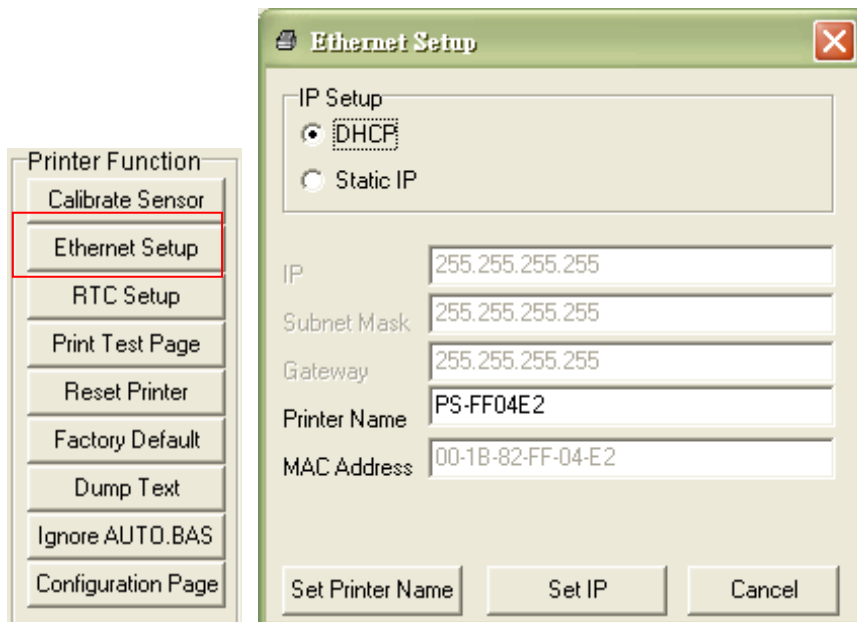 Printer Function
Calibrate Sensor
Ethernet Setup
RTC Setup
Print Test Page
Reset Printer
Factory Default
Dump Text
Ignore AUTO.BAS
Configuration Page
Ethernet Setup
IP Setup
DHCP
Static IP
IP 255.255.255.255
Subnet Mask 255.255.255.255
Gateway 255.255.255.255
Printer Name PS-FF04E2
MAC Address 00-1B-82-FF-04-E2
Set Printer Name Set IP Cancel